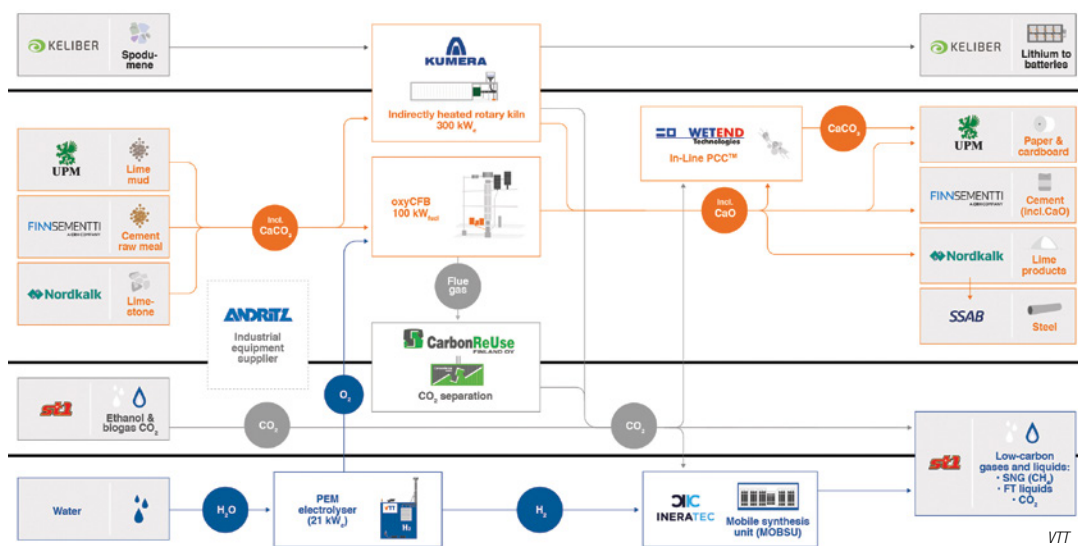 KELIBER
Spodu-
mene
KUMERA
Indirectly heated rotary kiln
300 kWe
KELIBER
Lithium to
batteries
UPM
Lime
mud
FINNSEMENTTI
A CRH COMPANY
Cement
raw meal
Nordkalk
Lime-
stone
Incl.
CaCO3
oxyCFB
100 kWfuel
WETEND
Technologies
In-Line PCC™
CaCO3
Incl.
CaO
UPM
Paper &
cardboard
FINNSEMENTTI
A CRH COMPANY
Cement
(incl.CaO)
Nordkalk
Lime
products
SSAB
Steel
Flue
gas
ANDRITZ
Industrial
equipment
supplier
CarbonReUse
FINLAND OY
CO2 separation
O2
st1
Ethanol &
biogas CO2
CO2
CO2
st1
Low-carbon
gases and liquids:
· SNG (CH4)
· FT liquids
· CO2
Water
H2O
PEM
electrolyser
(21 kWe)
VTT
H2
H2
INERATEC
Mobile synthesis
unit (MOBSU)
VTT